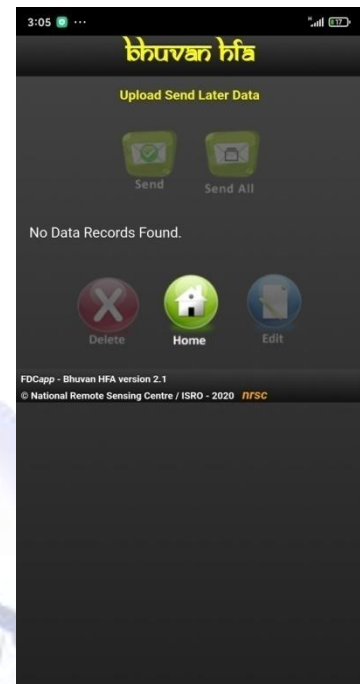 3:05
17
bhuvan hfa
Upload Send Later Data
Send Send All
No Data Records Found.
Delete Home Edit
FDCapp - Bhuvan HFA version 2.1
© National Remote Sensing Centre / ISRO - 2020 nrsc